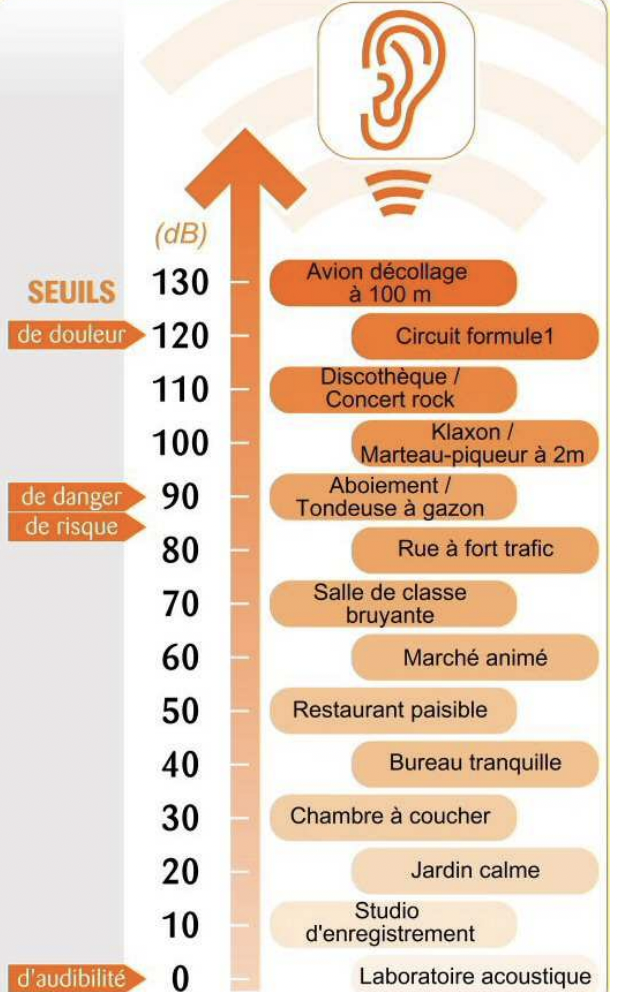 (dB)
SEUILS
130
Avion décollage
à 100 m
de douleur
120
Circuit formule1
110
Discothèque /
Concert rock
100
Klaxon /
Marteau-piqueur à 2m
de danger
90
Aboiement /
Tondeuse à gazon
de risque
80
Rue à fort trafic
70
Salle de classe
bruyante
60
Marché animé
50
Restaurant paisible
40
Bureau tranquille
30
Chambre à coucher
20
Jardin calme
10
Studio
d'enregistrement
d'audibilité
0
Laboratoire acoustique